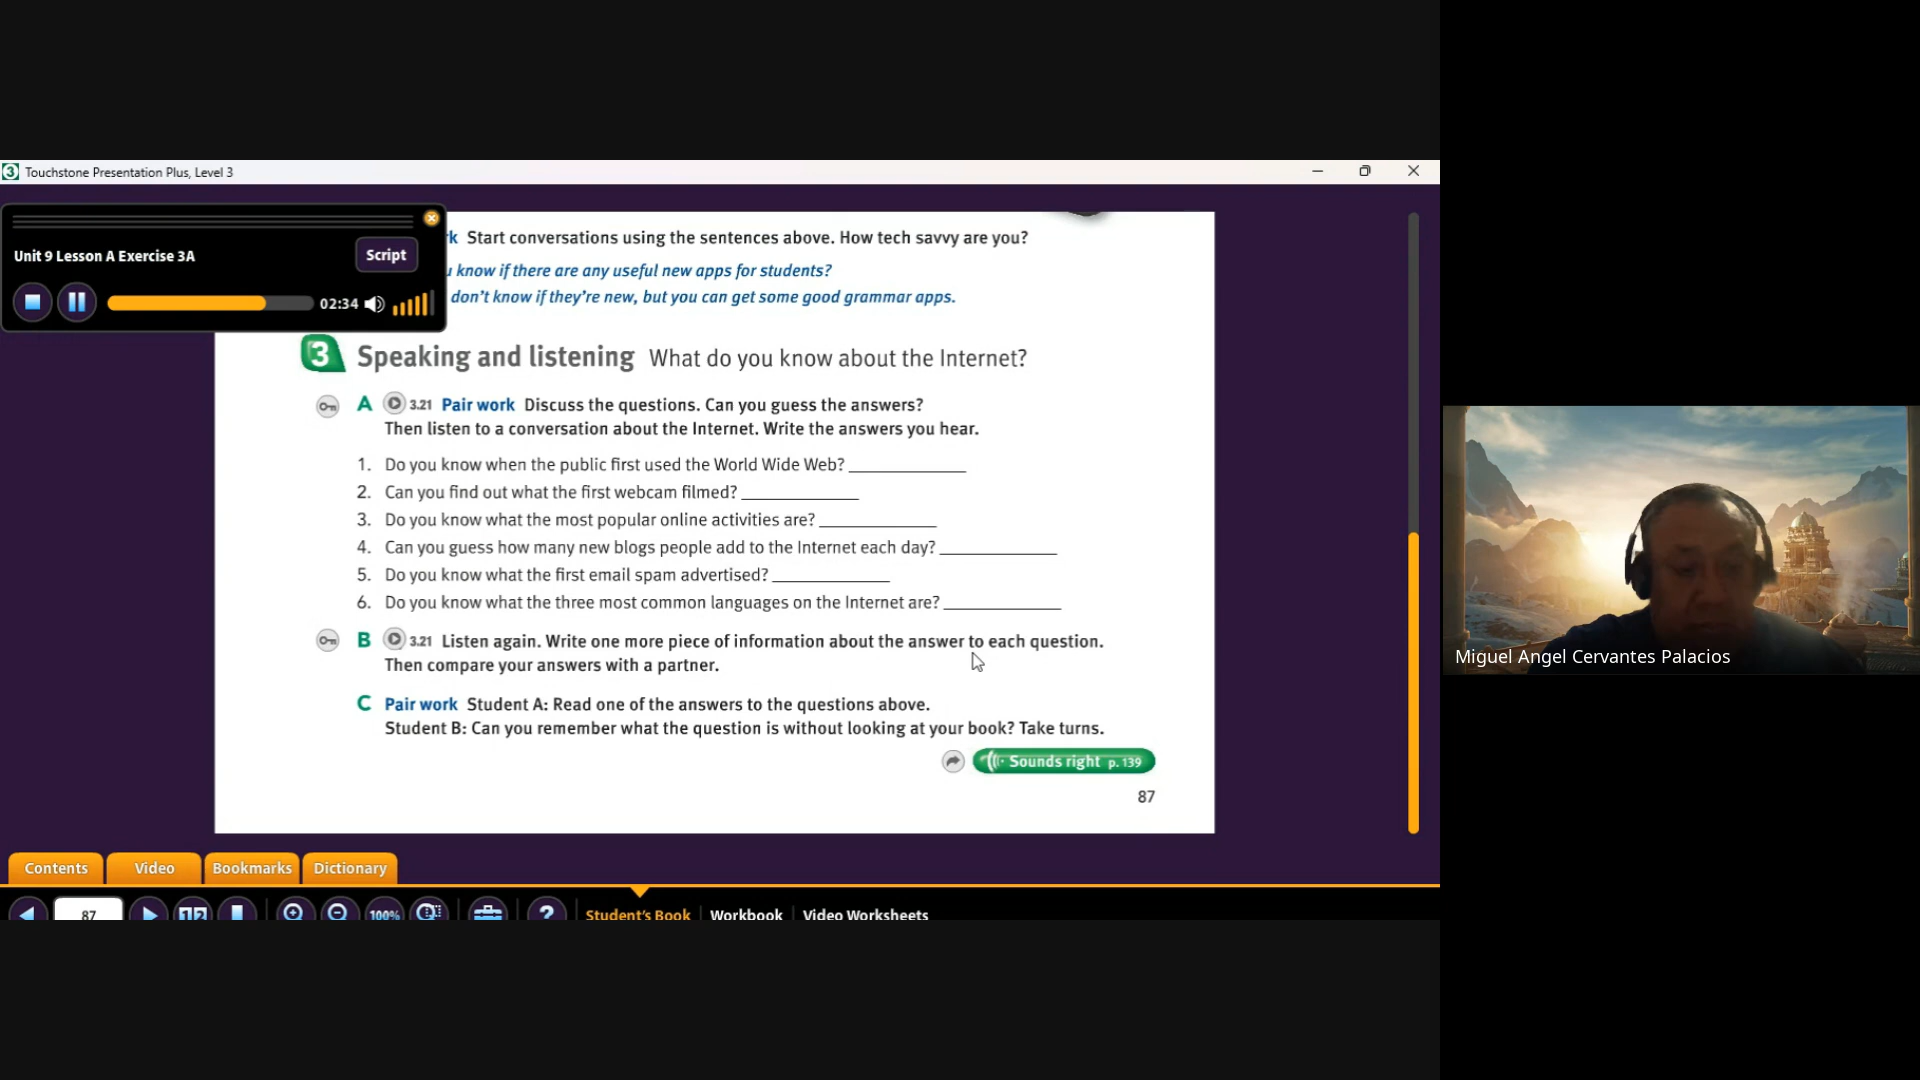 3 Touchstone Presentation Plus, Level 3
Unit 9 Lesson A Exercise 3A
Script
02:34
k Start conversations using the sentences above. How tech savvy are you?
u know if there are any useful new apps for students?
don't know if they're new, but you can get some good grammar apps.
3 Speaking and listening What do you know about the Internet?
A 3.21 Pair work Discuss the questions. Can you guess the answers?
Then listen to a conversation about the Internet. Write the answers you hear.
1. Do you know when the public first used the World Wide Web? ____________
2. Can you find out what the first webcam filmed? ____________
3. Do you know what the most popular online activities are? ____________
4. Can you guess how many new blogs people add to the Internet each day? ____________
5. Do you know what the first email spam advertised? ____________
6. Do you know what the three most common languages on the Internet are? ____________
B 3.21 Listen again. Write one more piece of information about the answer to each question.
Then compare your answers with a partner.
C Pair work Student A: Read one of the answers to the questions above.
Student B: Can you remember what the question is without looking at your book? Take turns.
Sounds right p. 139
87
Miguel Angel Cervantes Palacios
Contents Video Bookmarks Dictionary
87 12 100% ? Student's Book Workbook Video Worksheets